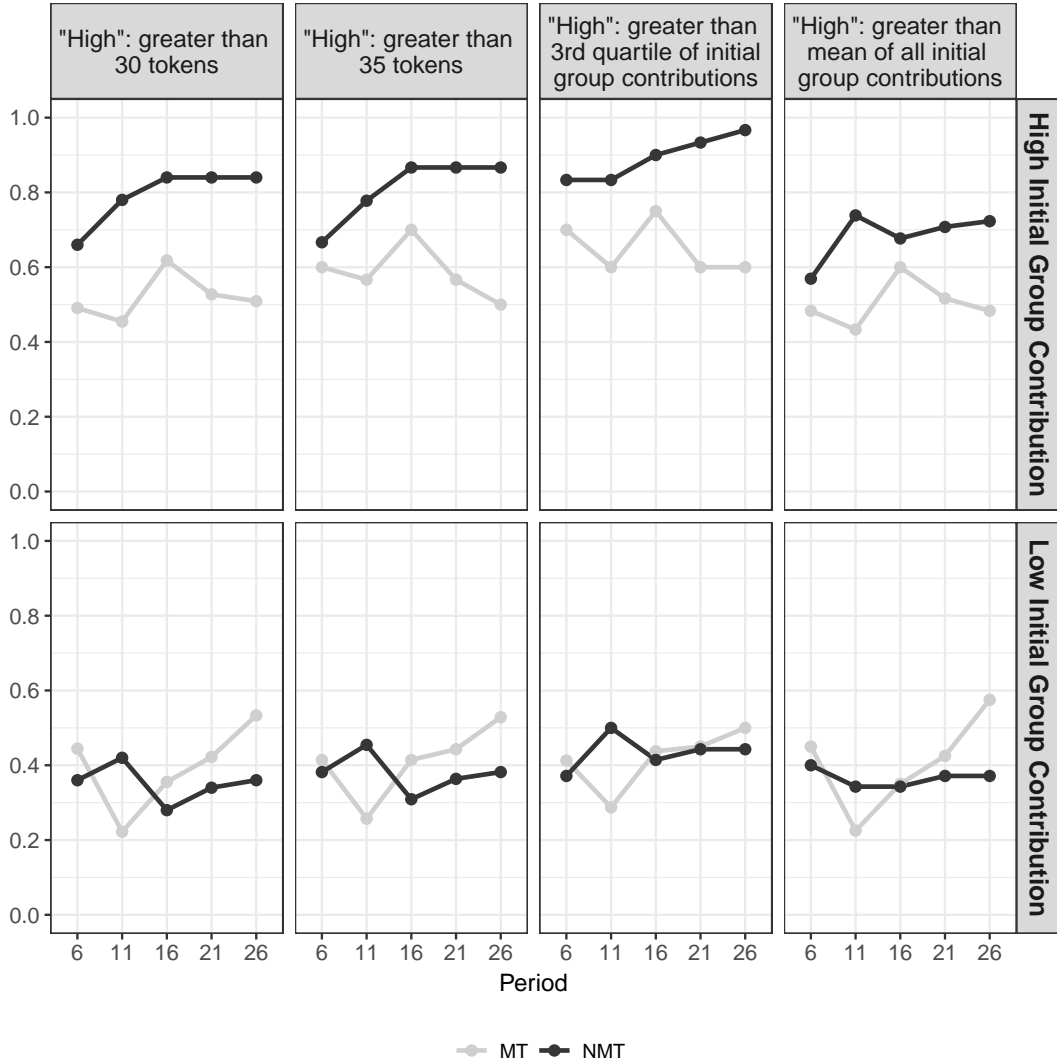 "High": greater than
30 tokens
"High": greater than
35 tokens
"High": greater than
3rd quartile of initial
group contributions
"High": greater than
mean of all initial
group contributions
1.0
0.8
0.6
0.4
0.2
0.0
High Initial Group Contribution
1.0
0.8
0.6
0.4
0.2
0.0
Low Initial Group Contribution
6 11 16 21 26 6 11 16 21 26 6 11 16 21 26 6 11 16 21 26
Period
MT NMT